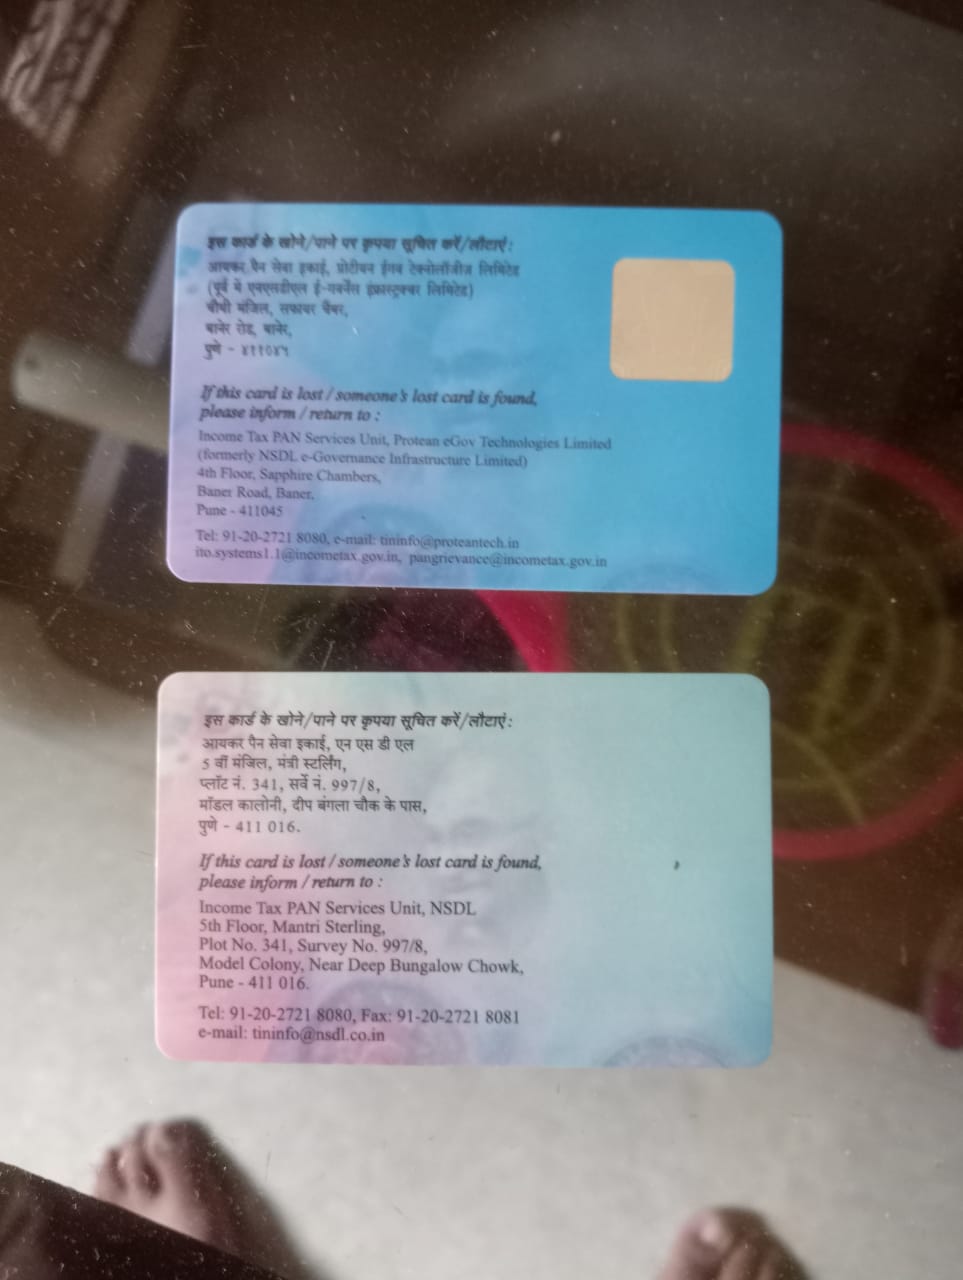 इस कार्ड के खोने/पाने पर कृपया सूचित करें/लौटाएं:
आयकर पैन सेवा इकाई, प्रोटीयन ईगव टेक्नोलॉजीज लिमिटेड
(पूर्व में एनएसडीएल ई-गवर्नेंस इंफ्रास्ट्रक्चर लिमिटेड)
चौथी मंजिल, सफायर चैंबर,
बानेर रोड, बानेर,
पुणे - ४११०४५
If this card is lost / someone's lost card is found,
please inform / return to :
Income Tax PAN Services Unit, Protean eGov Technologies Limited
(formerly NSDL e-Governance Infrastructure Limited)
4th Floor, Sapphire Chambers,
Baner Road, Baner,
Pune - 411045
Tel: 91-20-2721 8080, e-mail: tininfo@proteantech.in
ito.systems1.1@incometax.gov.in, pangrievance@incometax.gov.in
इस कार्ड के खोने/पाने पर कृपया सूचित करें/लौटाएं:
आयकर पैन सेवा इकाई, एन एस डी एल
5 वीं मंजिल, मंत्री स्टर्लिंग,
प्लॉट नं. 341, सर्वे नं. 997/8,
मॉडल कालोनी, दीप बंगला चौक के पास,
पुणे - 411 016.
If this card is lost / someone's lost card is found,
please inform / return to :
Income Tax PAN Services Unit, NSDL
5th Floor, Mantri Sterling,
Plot No. 341, Survey No. 997/8,
Model Colony, Near Deep Bungalow Chowk,
Pune - 411 016.
Tel: 91-20-2721 8080, Fax: 91-20-2721 8081
e-mail: tininfo@nsdl.co.in